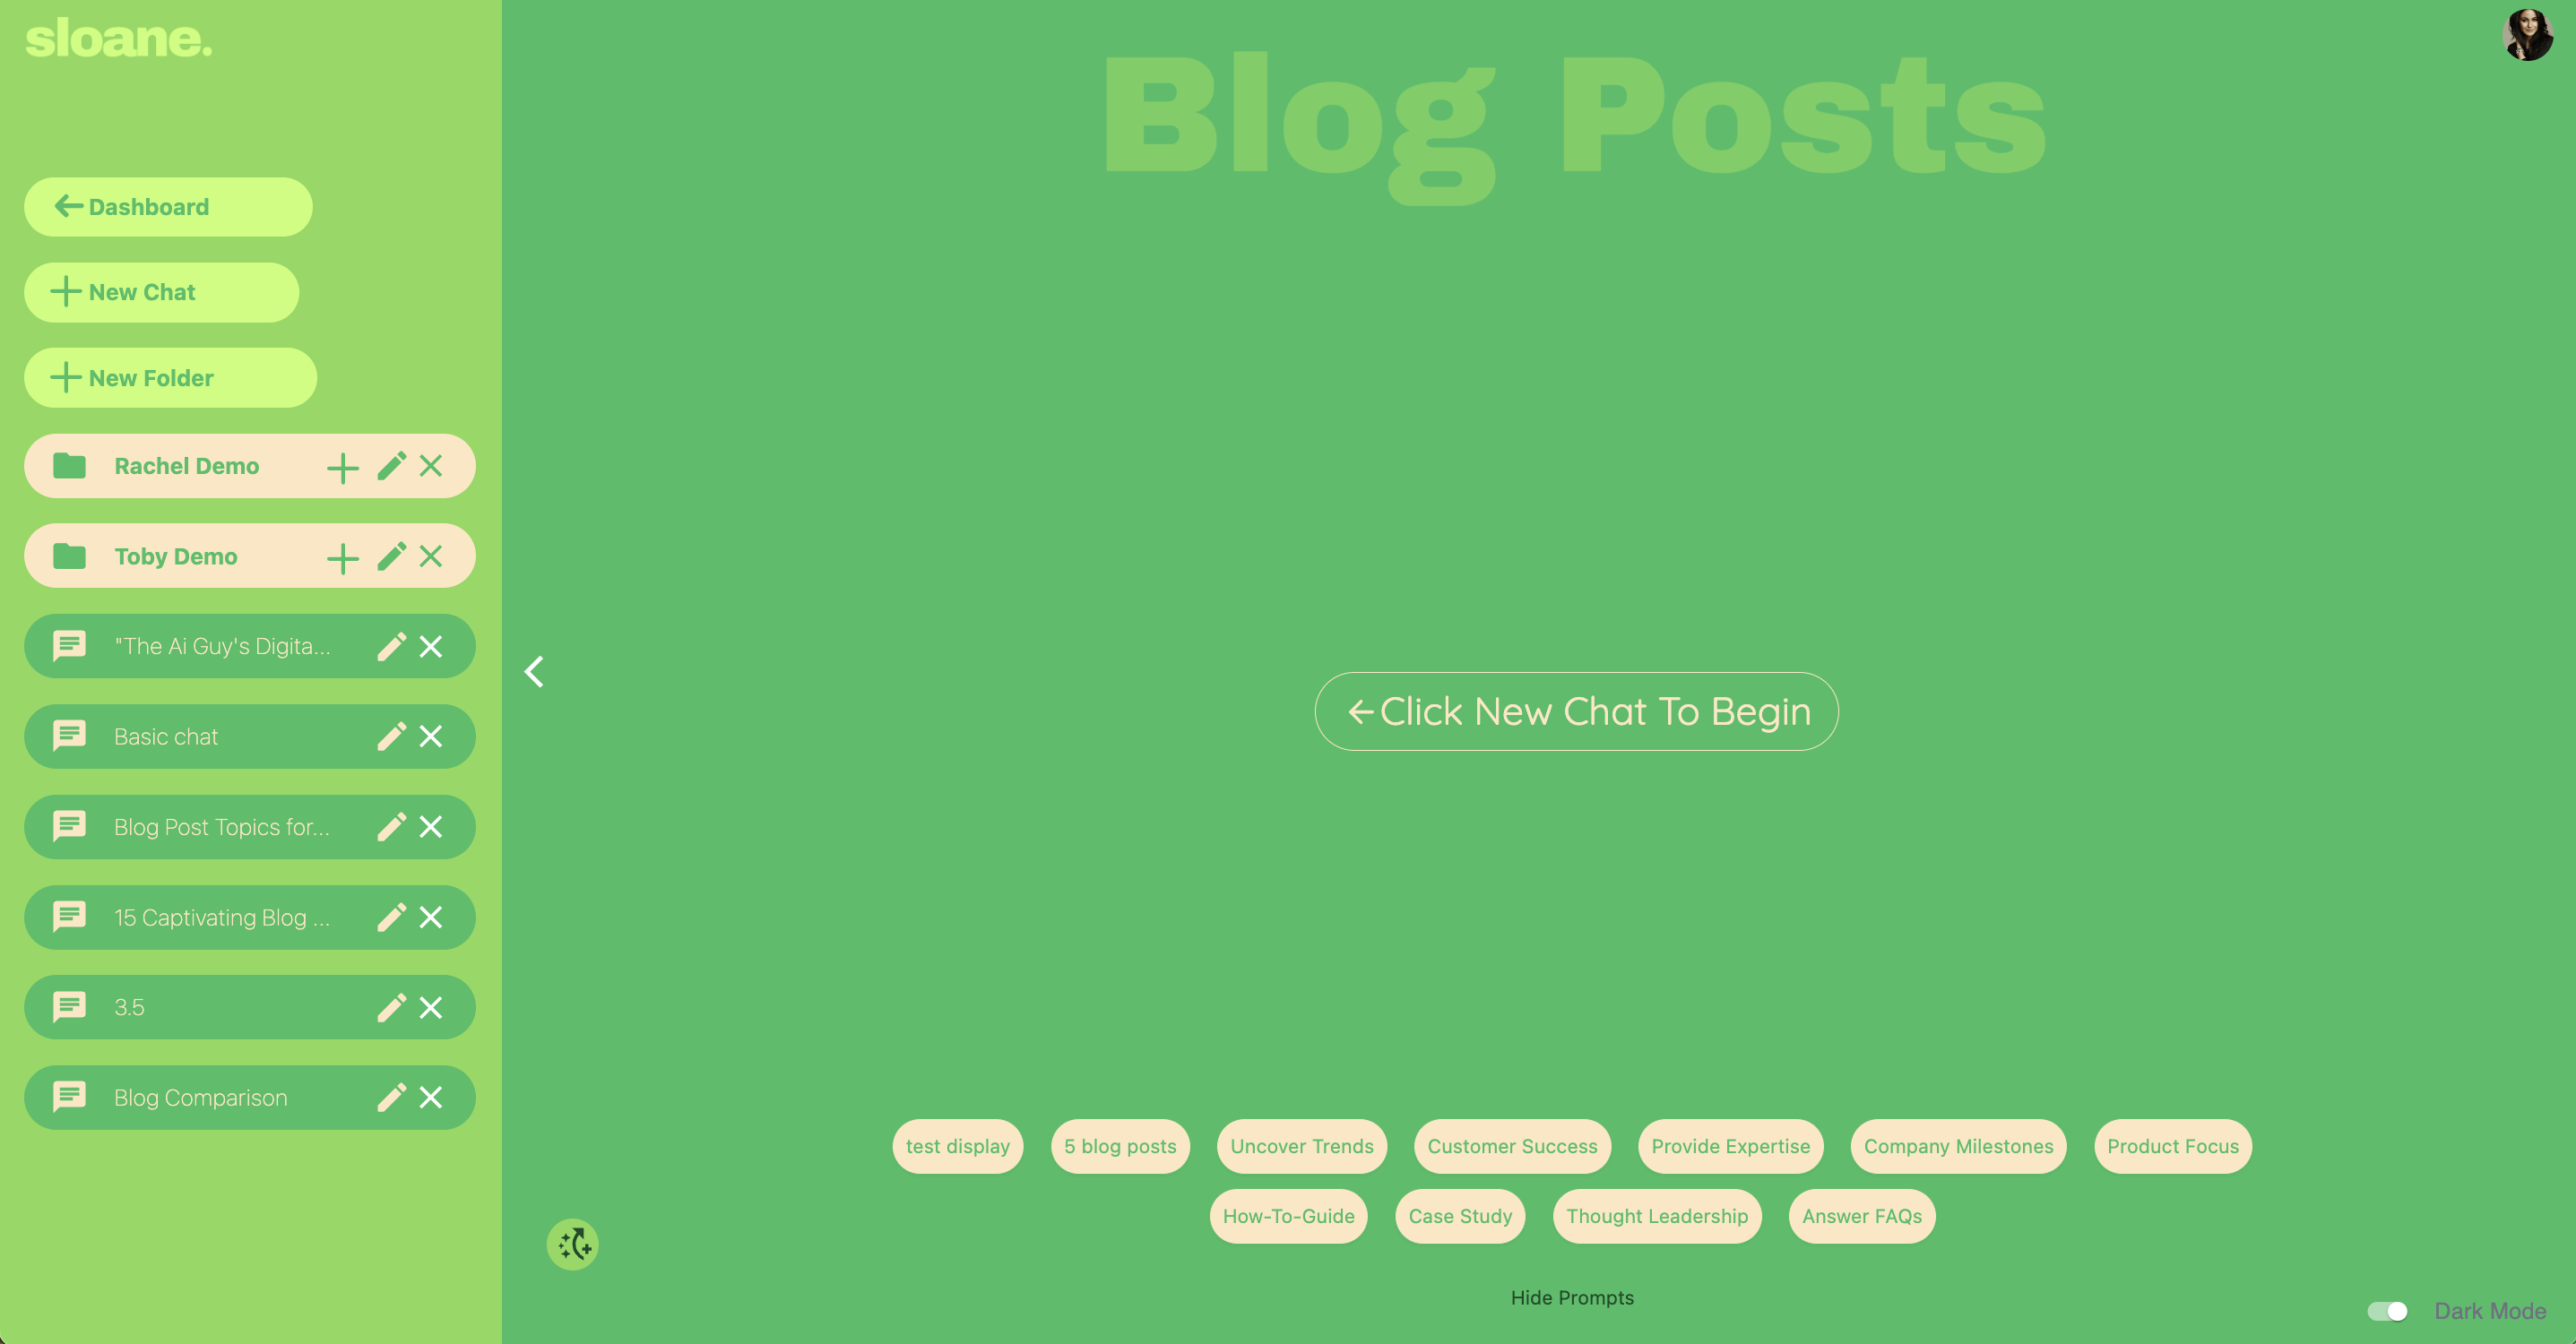 sloane.
Blog Posts
Dashboard
New Chat
New Folder
Rachel Demo
Toby Demo
"The Ai Guy's Digita...
Basic chat
Blog Post Topics for...
15 Captivating Blog ...
3.5
Blog Comparison
Click New Chat To Begin
test display
5 blog posts
Uncover Trends
Customer Success
Provide Expertise
Company Milestones
Product Focus
How-To-Guide
Case Study
Thought Leadership
Answer FAQs
Hide Prompts
Dark Mode